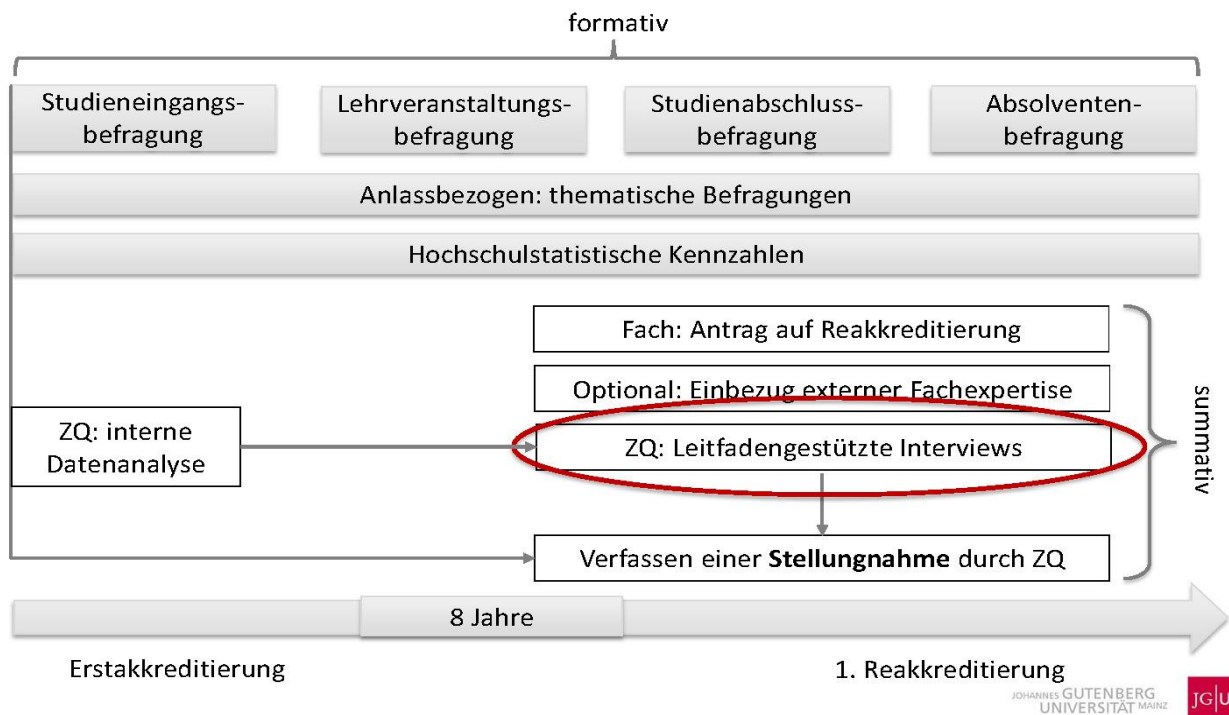 formativ
Studieneingangs-
befragung
Lehrveranstaltungs-
befragung
Studienabschluss-
befragung
Absolventen-
befragung
Anlassbezogen: thematische Befragungen
Hochschulstatistische Kennzahlen
Fach: Antrag auf Reakkreditierung
Optional: Einbezug externer Fachexpertise
ZQ: interne
Datenanalyse
ZQ: Leitfadengestützte Interviews
summativ
Verfassen einer Stellungnahme durch ZQ
8 Jahre
Erstakkreditierung
1. Reakkreditierung
JOHANNES GUTENBERG
UNIVERSITÄT MAINZ
JG|U